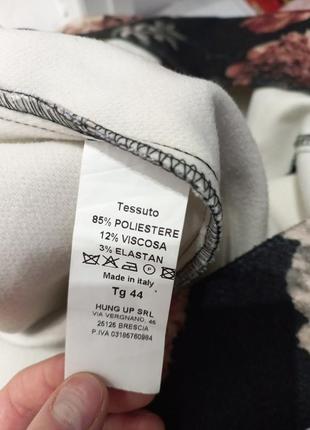 Tessuto
85% POLIESTERE
12% VISCOSA
3% ELASTAN
Made in italy
Tg 44
HUNG UP SRL
VIA VERGNANO, 46
25125 BRESCIA
P.IVA 03186760984